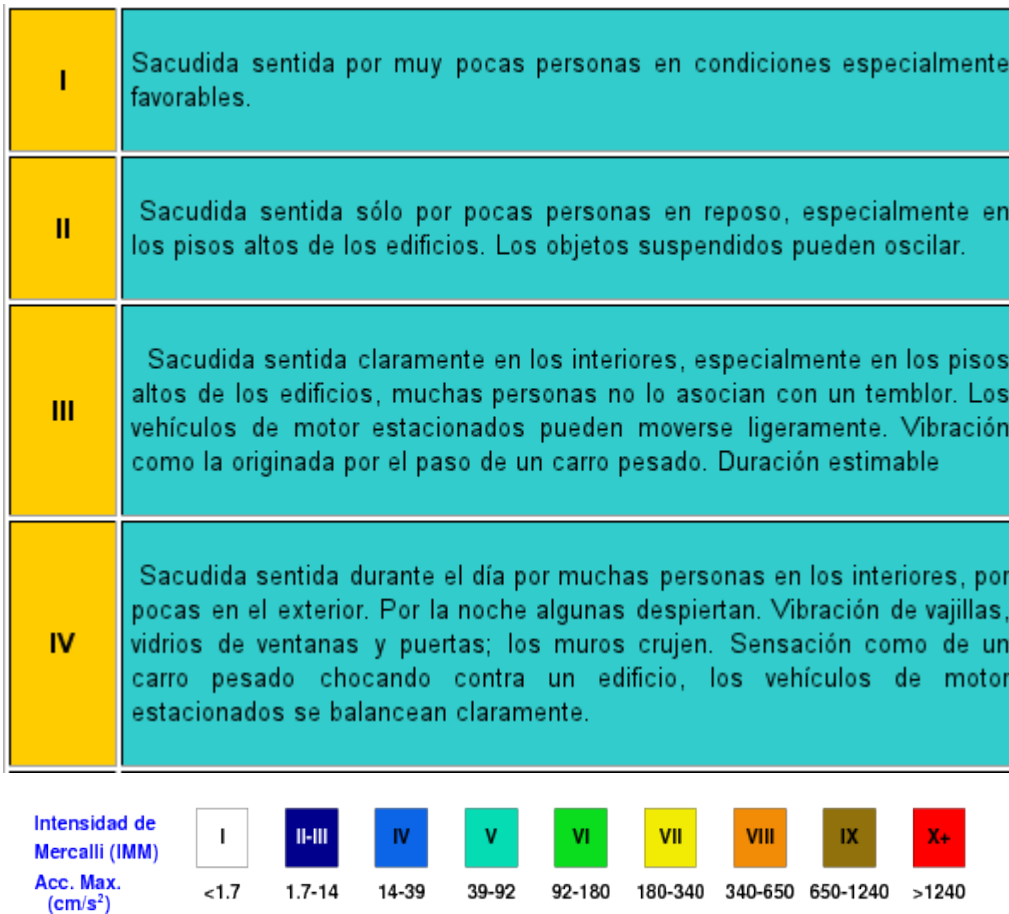 I
Sacudida sentida por muy pocas personas en condiciones especialmente
favorables.
II
Sacudida sentida sólo por pocas personas en reposo, especialmente en
los pisos altos de los edificios. Los objetos suspendidos pueden oscilar.
III
Sacudida sentida claramente en los interiores, especialmente en los pisos
altos de los edificios, muchas personas no lo asocian con un temblor. Los
vehículos de motor estacionados pueden moverse ligeramente. Vibración
como la originada por el paso de un carro pesado. Duración estimable
IV
Sacudida sentida durante el día por muchas personas en los interiores, por
pocas en el exterior. Por la noche algunas despiertan. Vibración de vajillas,
vidrios de ventanas y puertas; los muros crujen. Sensación como de un
carro pesado chocando contra un edificio, los vehículos de motor
estacionados se balancean claramente.
Intensidad de
Mercalli (IMM)
I II-III IV V VI VII VIII IX X+
Acc. Max.
(cm/s²)
<1.7 1.7-14 14-39 39-92 92-180 180-340 340-650 650-1240 >1240